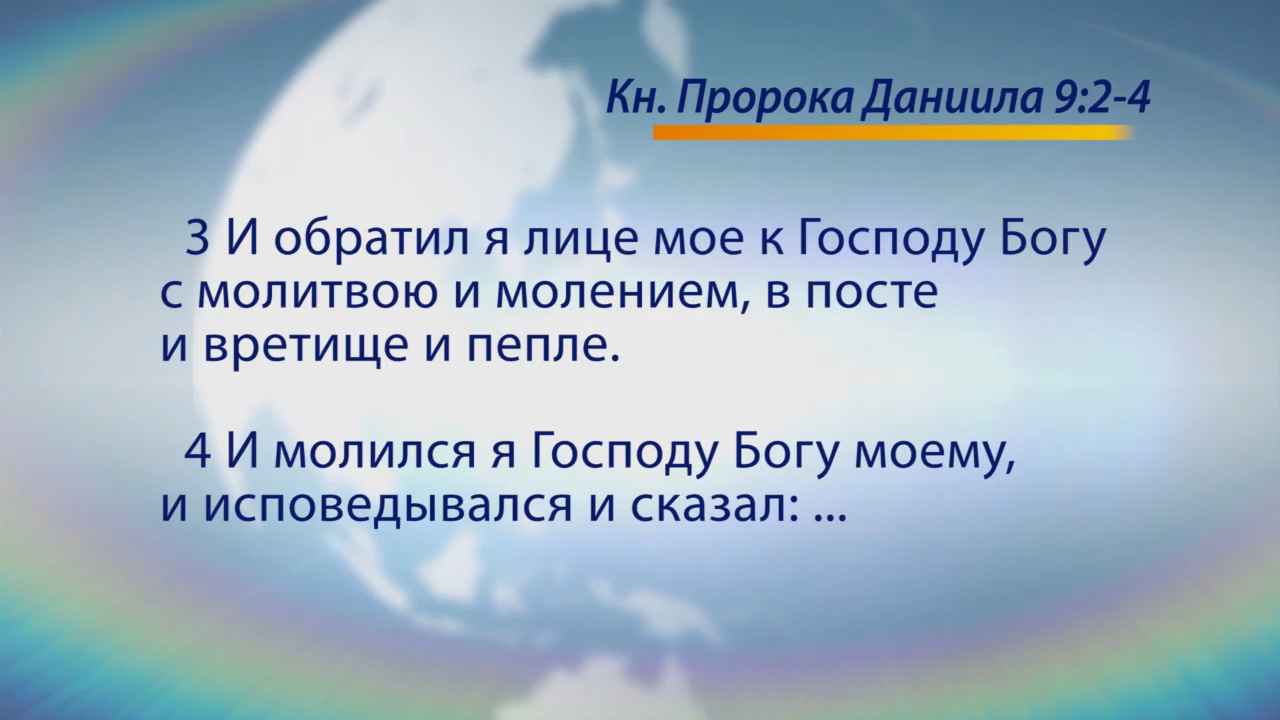 Кн. Пророка Даниила 9:2-4
3 И обратил я лице мое к Господу Богу
с молитвою и молением, в посте
и вретище и пепле.
4 И молился я Господу Богу моему,
и исповедывался и сказал: ...